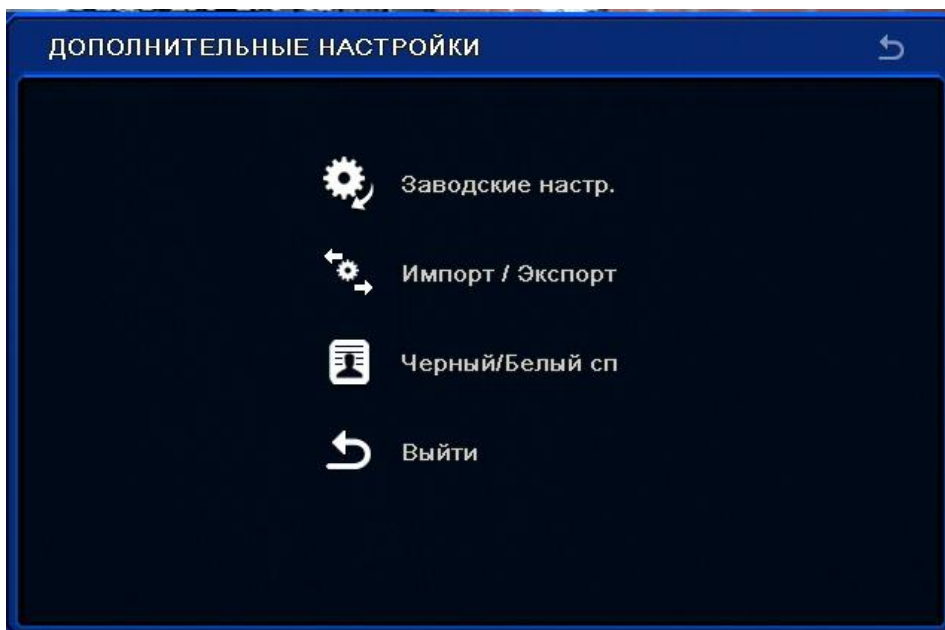 ДОПОЛНИТЕЛЬНЫЕ НАСТРОЙКИ
Заводские настр.
Импорт / Экспорт
Черный/Белый сп
Выйти